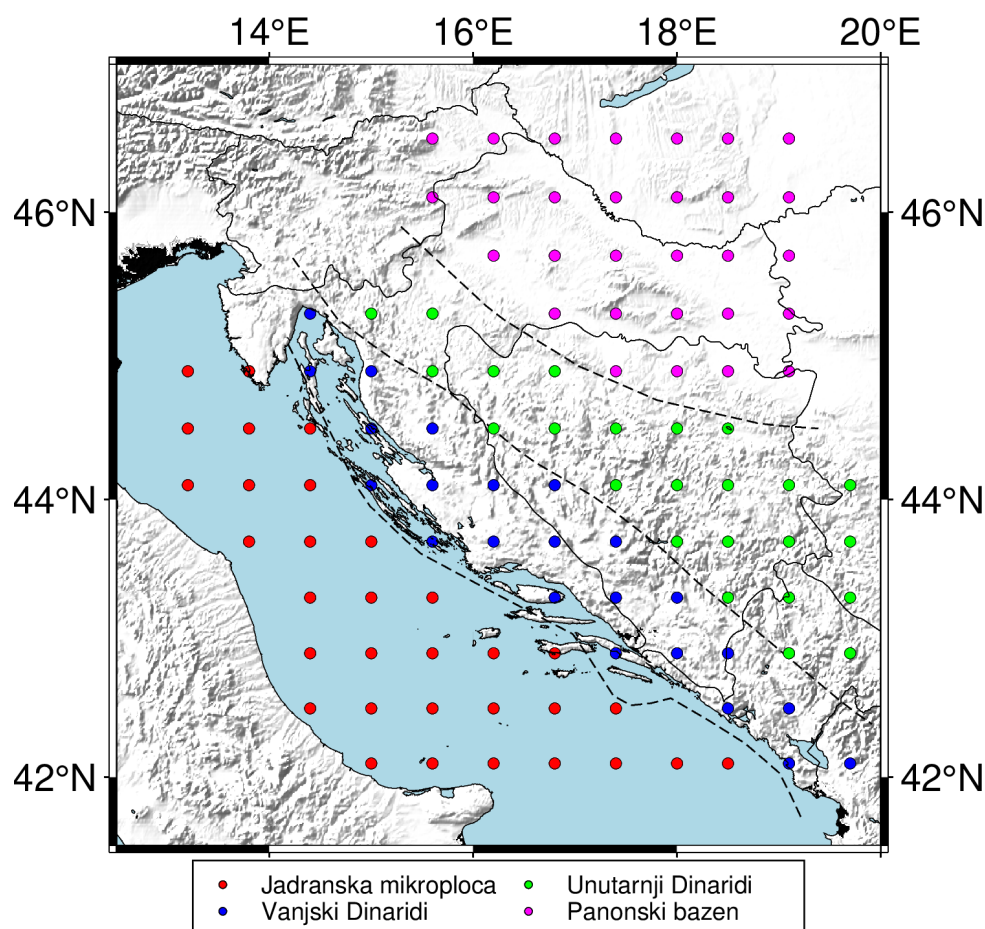 14°E 16°E 18°E 20°E
46°N 46°N
44°N 44°N
42°N 42°N
Jadranska mikroploca Unutarnji Dinaridi
Vanjski Dinaridi Panonski bazen